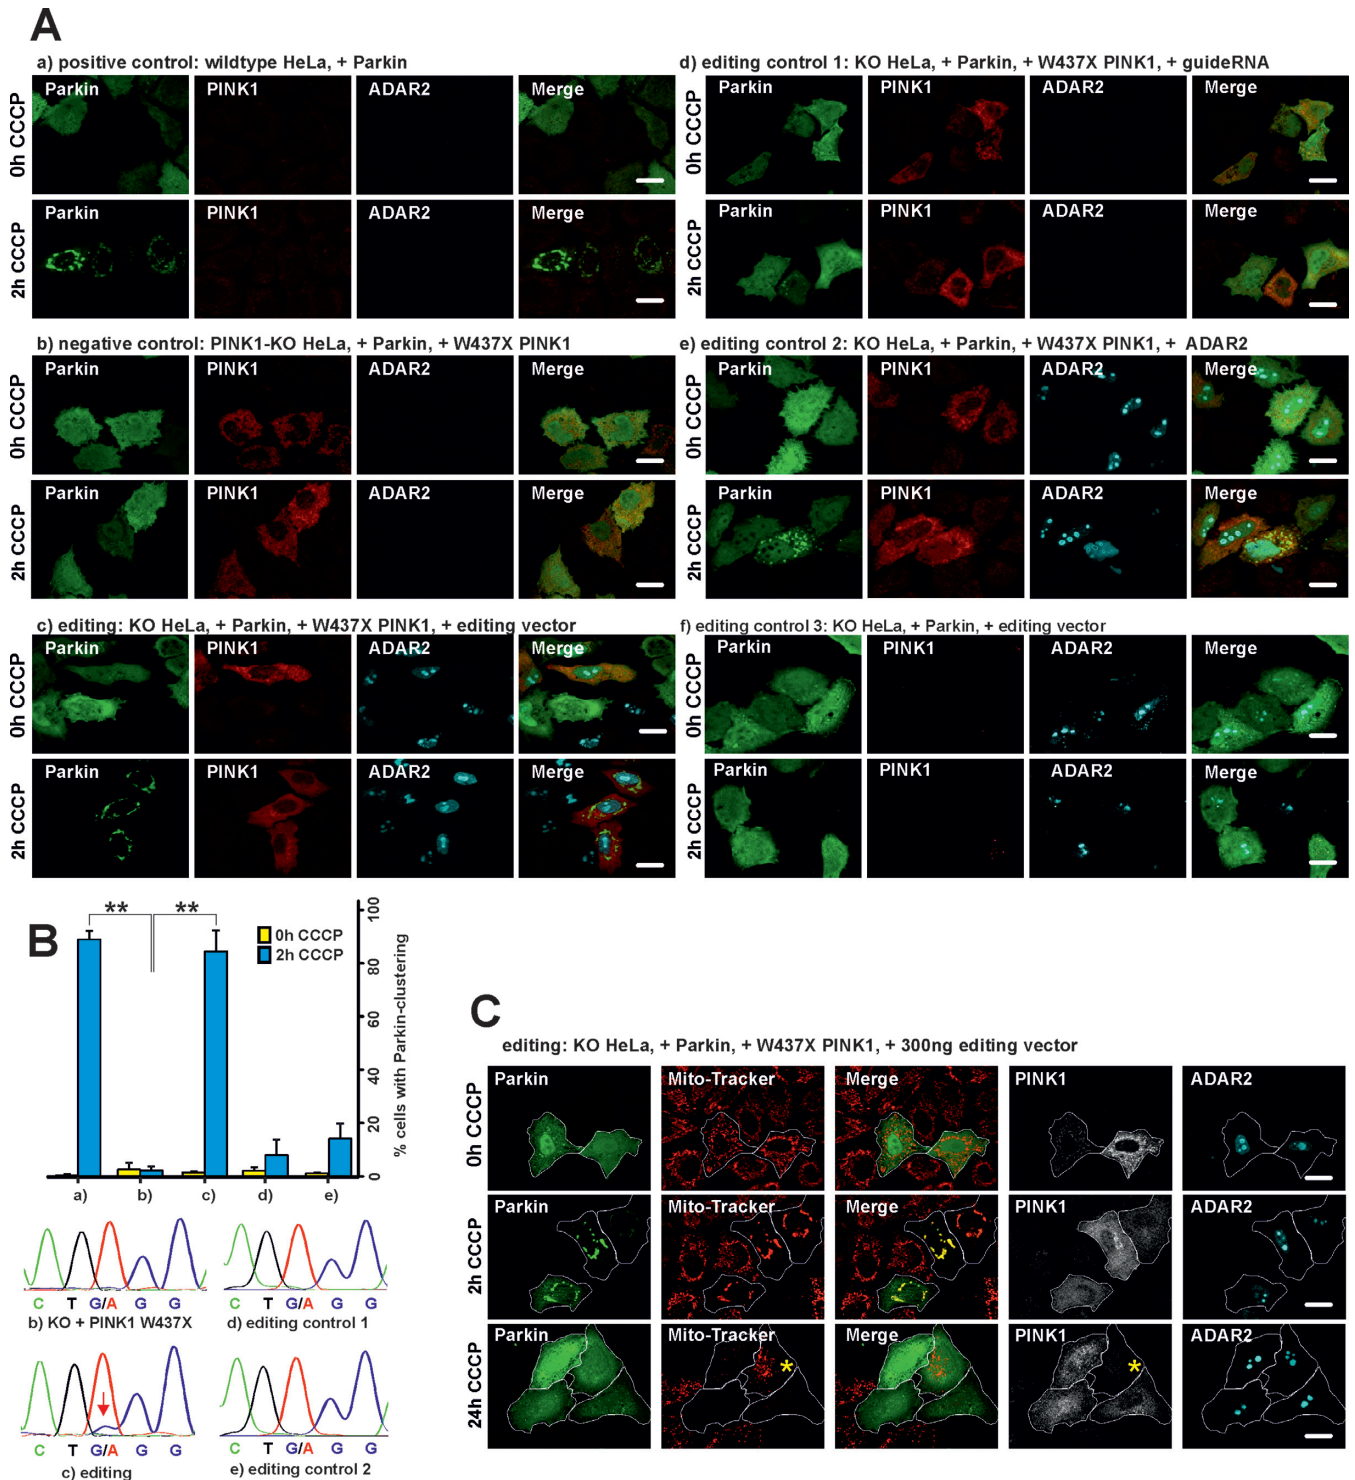 A
a) positive control: wildtype HeLa, + Parkin
0h CCCP
Parkin PINK1 ADAR2 Merge
2h CCCP
Parkin PINK1 ADAR2 Merge
b) negative control: PINK1-KO HeLa, + Parkin, + W437X PINK1
0h CCCP
Parkin PINK1 ADAR2 Merge
2h CCCP
Parkin PINK1 ADAR2 Merge
c) editing: KO HeLa, + Parkin, + W437X PINK1, + editing vector
0h CCCP
Parkin PINK1 ADAR2 Merge
2h CCCP
Parkin PINK1 ADAR2 Merge
d) editing control 1: KO HeLa, + Parkin, + W437X PINK1, + guideRNA
0h CCCP
Parkin PINK1 ADAR2 Merge
2h CCCP
Parkin PINK1 ADAR2 Merge
e) editing control 2: KO HeLa, + Parkin, + W437X PINK1, + ADAR2
0h CCCP
Parkin PINK1 ADAR2 Merge
2h CCCP
Parkin PINK1 ADAR2 Merge
f) editing control 3: KO HeLa, + Parkin, + editing vector
0h CCCP
Parkin PINK1 ADAR2 Merge
2h CCCP
Parkin PINK1 ADAR2 Merge
B
** **
0h CCCP
2h CCCP
100
80
60
40
20
0
% cells with Parkin-clustering
a) b) c) d) e)
C T G/A G G
b) KO + PINK1 W437X
C T G/A G G
d) editing control 1
C T G/A G G
c) editing
C T G/A G G
e) editing control 2
C
editing: KO HeLa, + Parkin, + W437X PINK1, + 300ng editing vector
0h CCCP
Parkin Mito-Tracker Merge PINK1 ADAR2
2h CCCP
Parkin Mito-Tracker Merge PINK1 ADAR2
24h CCCP
Parkin Mito-Tracker Merge PINK1 ADAR2
* *